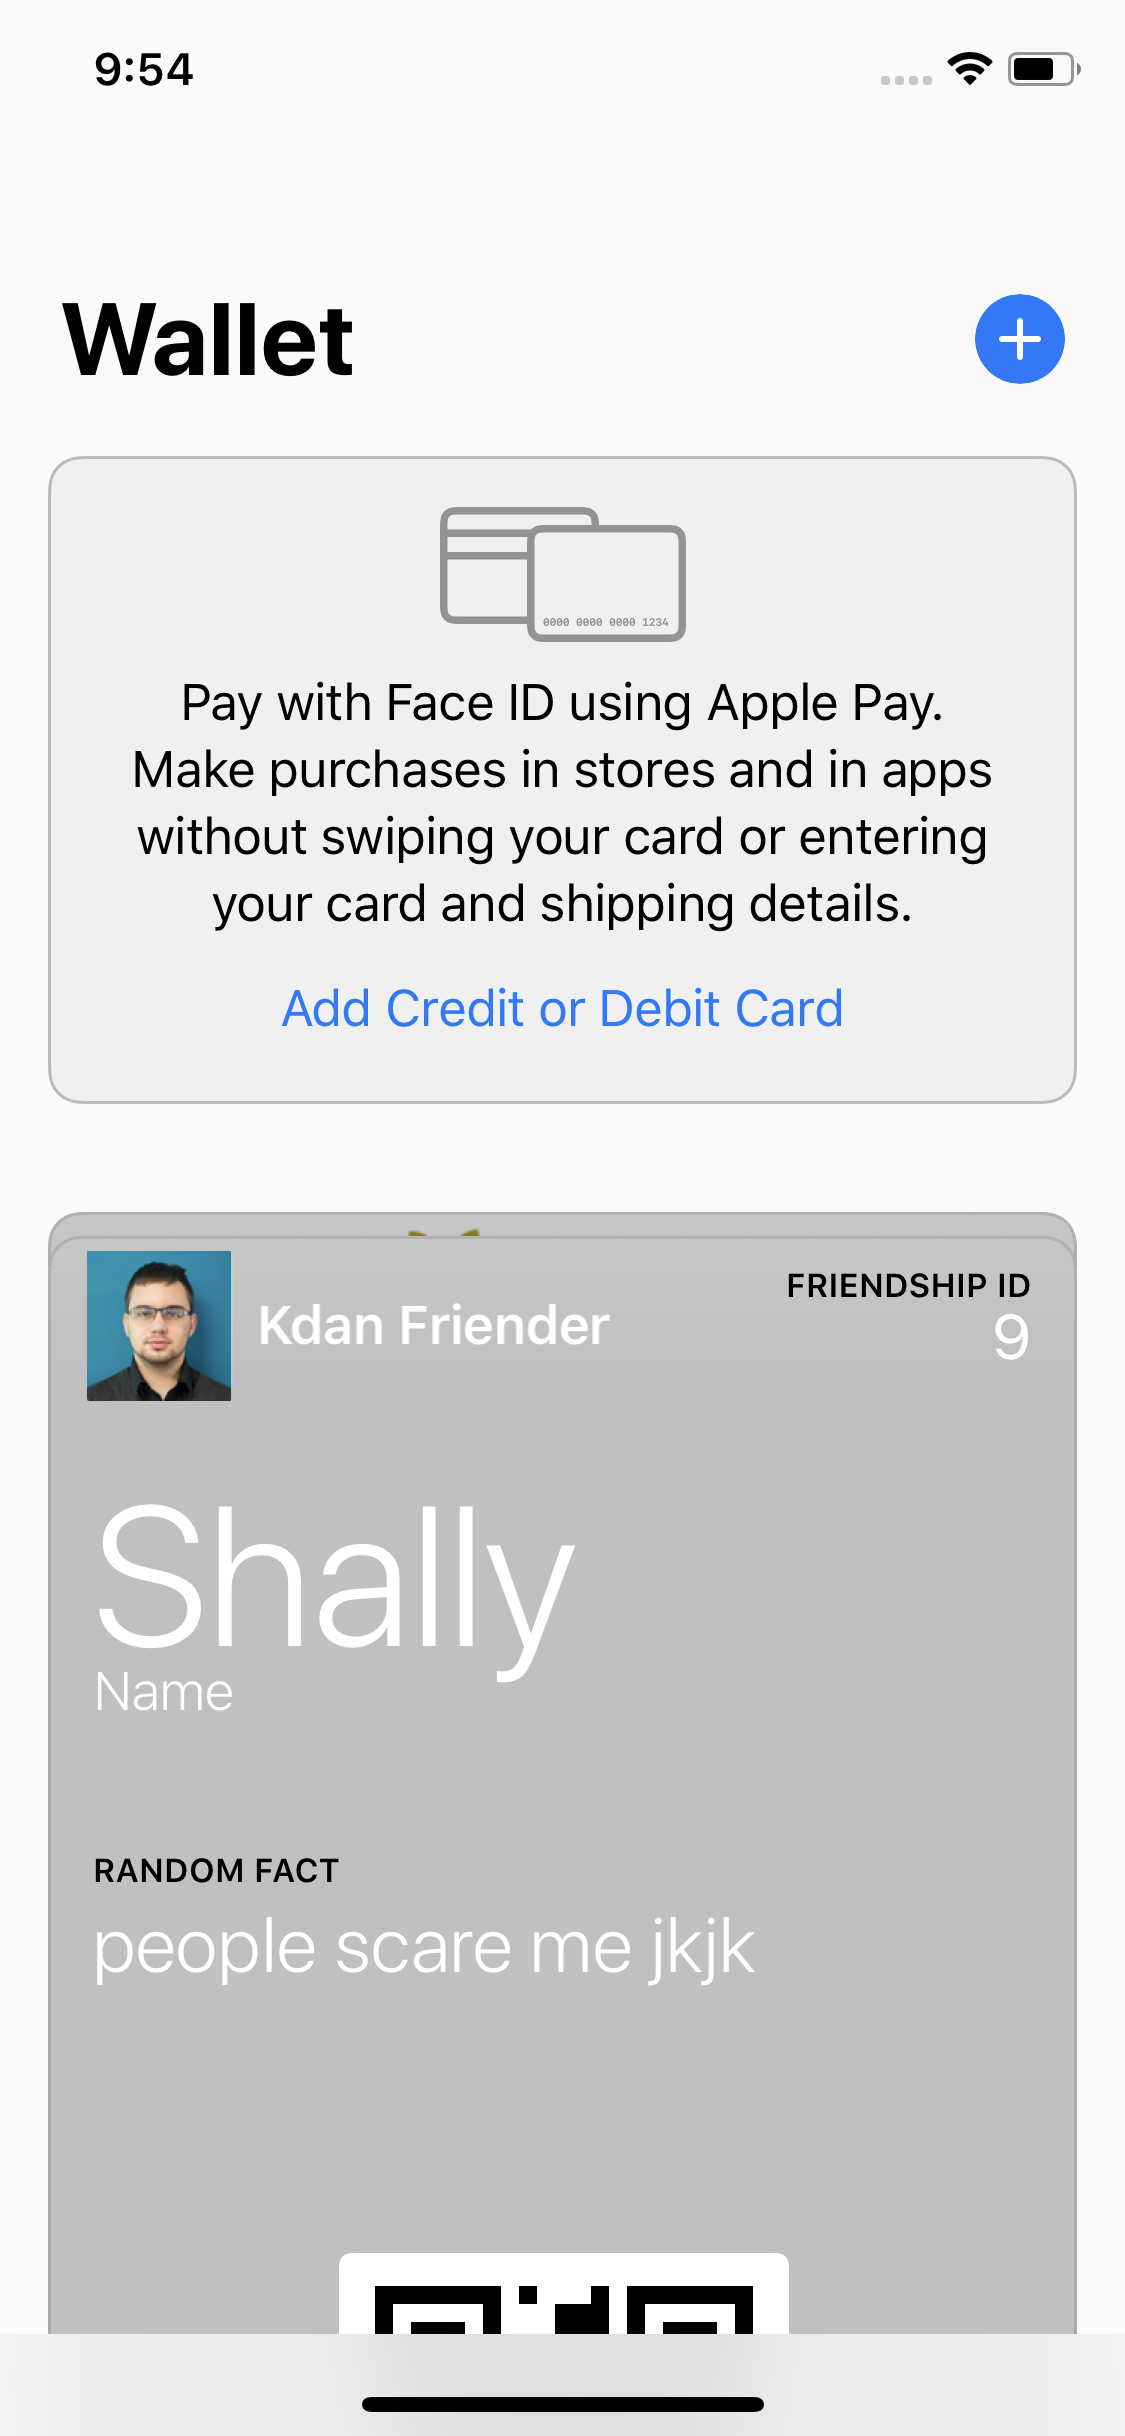 9:54
Wallet
0000 0000 0000 1234
Pay with Face ID using Apple Pay.
Make purchases in stores and in apps
without swiping your card or entering
your card and shipping details.
Add Credit or Debit Card
Kdan Friender
FRIENDSHIP ID
9
Shally
Name
RANDOM FACT
people scare me jkjk